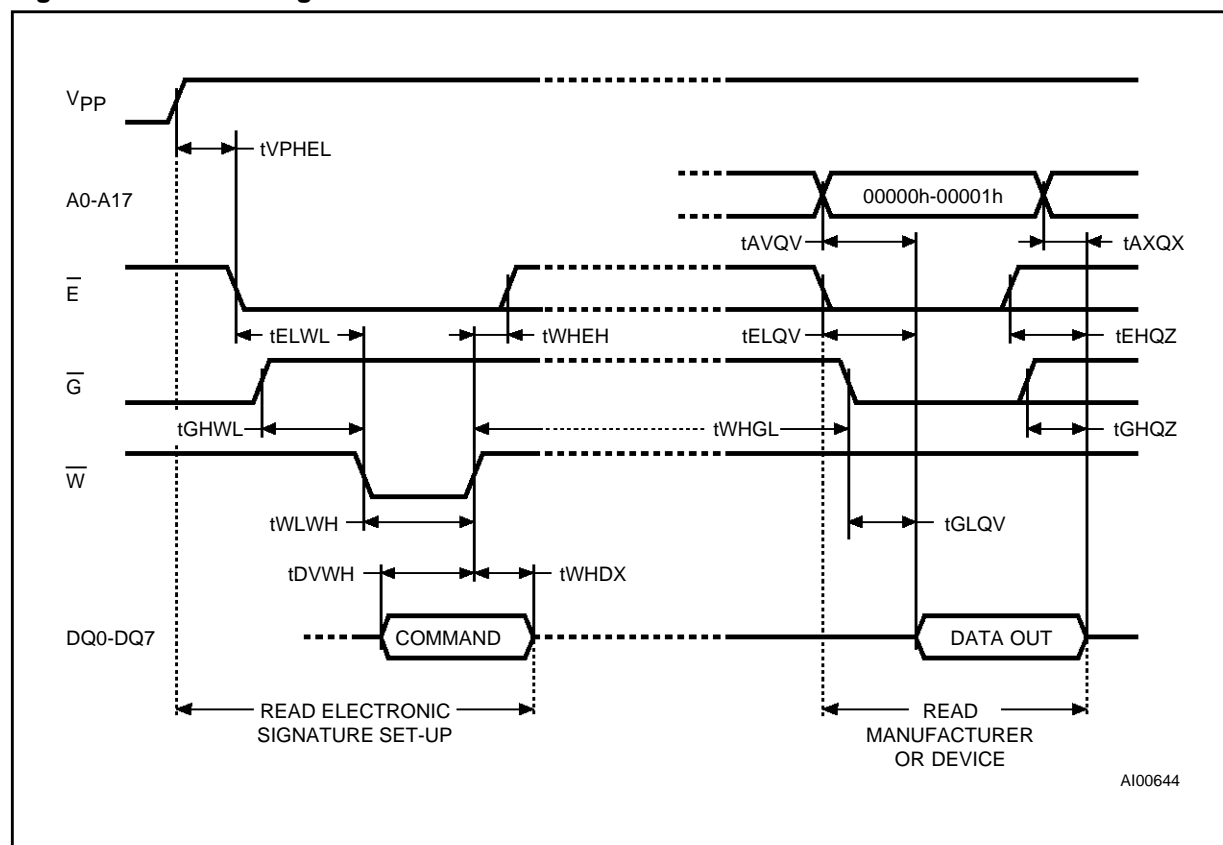 VPP
tVPHEL
A0-A17
00000h-00001h
tAVQV
tAXQX
E
tELWL
tWHEH
tELQV
tEHQZ
G
tGHWL
tWHGL
tGHQZ
W
tWLWH
tGLQV
tDVWH
tWHDX
DQ0-DQ7
COMMAND
DATA OUT
READ ELECTRONIC
SIGNATURE SET-UP
READ
MANUFACTURER
OR DEVICE
AI00644